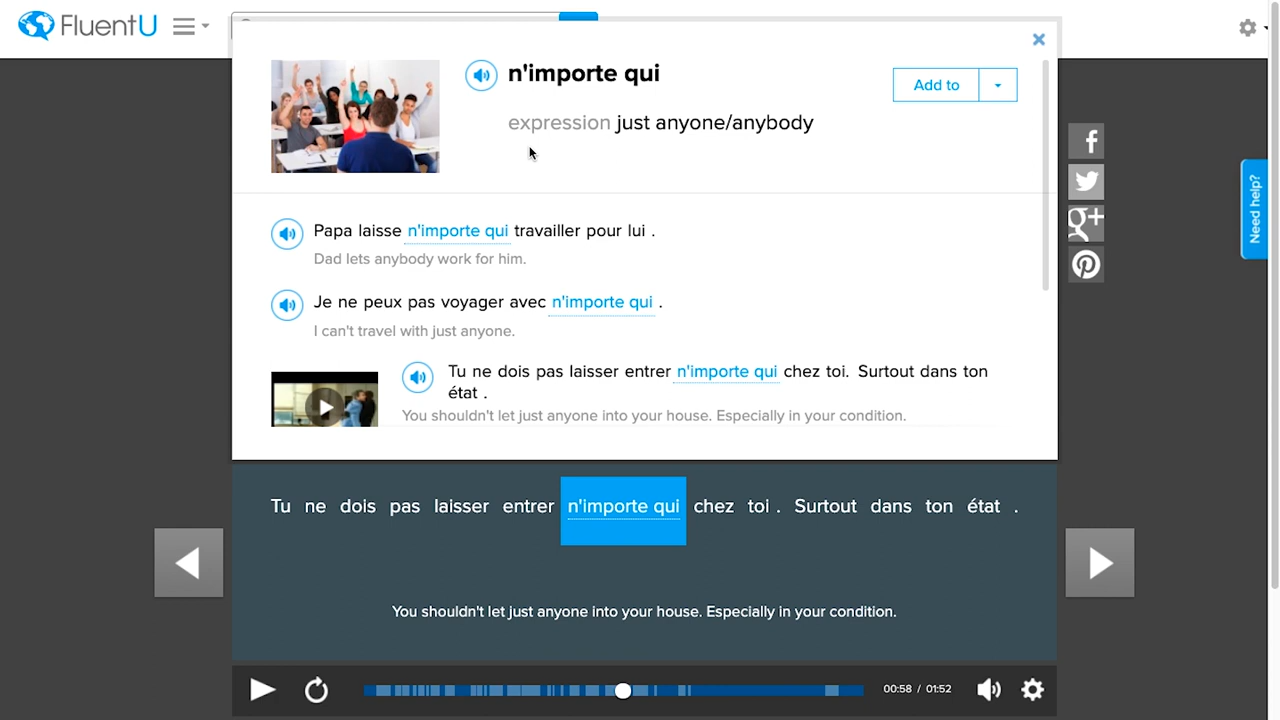 FluentU
n'importe qui
Add to
expression just anyone/anybody
Papa laisse n'importe qui travailler pour lui .
Dad lets anybody work for him.
Je ne peux pas voyager avec n'importe qui .
I can't travel with just anyone.
Tu ne dois pas laisser entrer n'importe qui chez toi. Surtout dans ton
état .
You shouldn't let just anyone into your house. Especially in your condition.
Need help?
Tu ne dois pas laisser entrer n'importe qui chez toi . Surtout dans ton état .
You shouldn't let just anyone into your house. Especially in your condition.
00:58 / 01:52